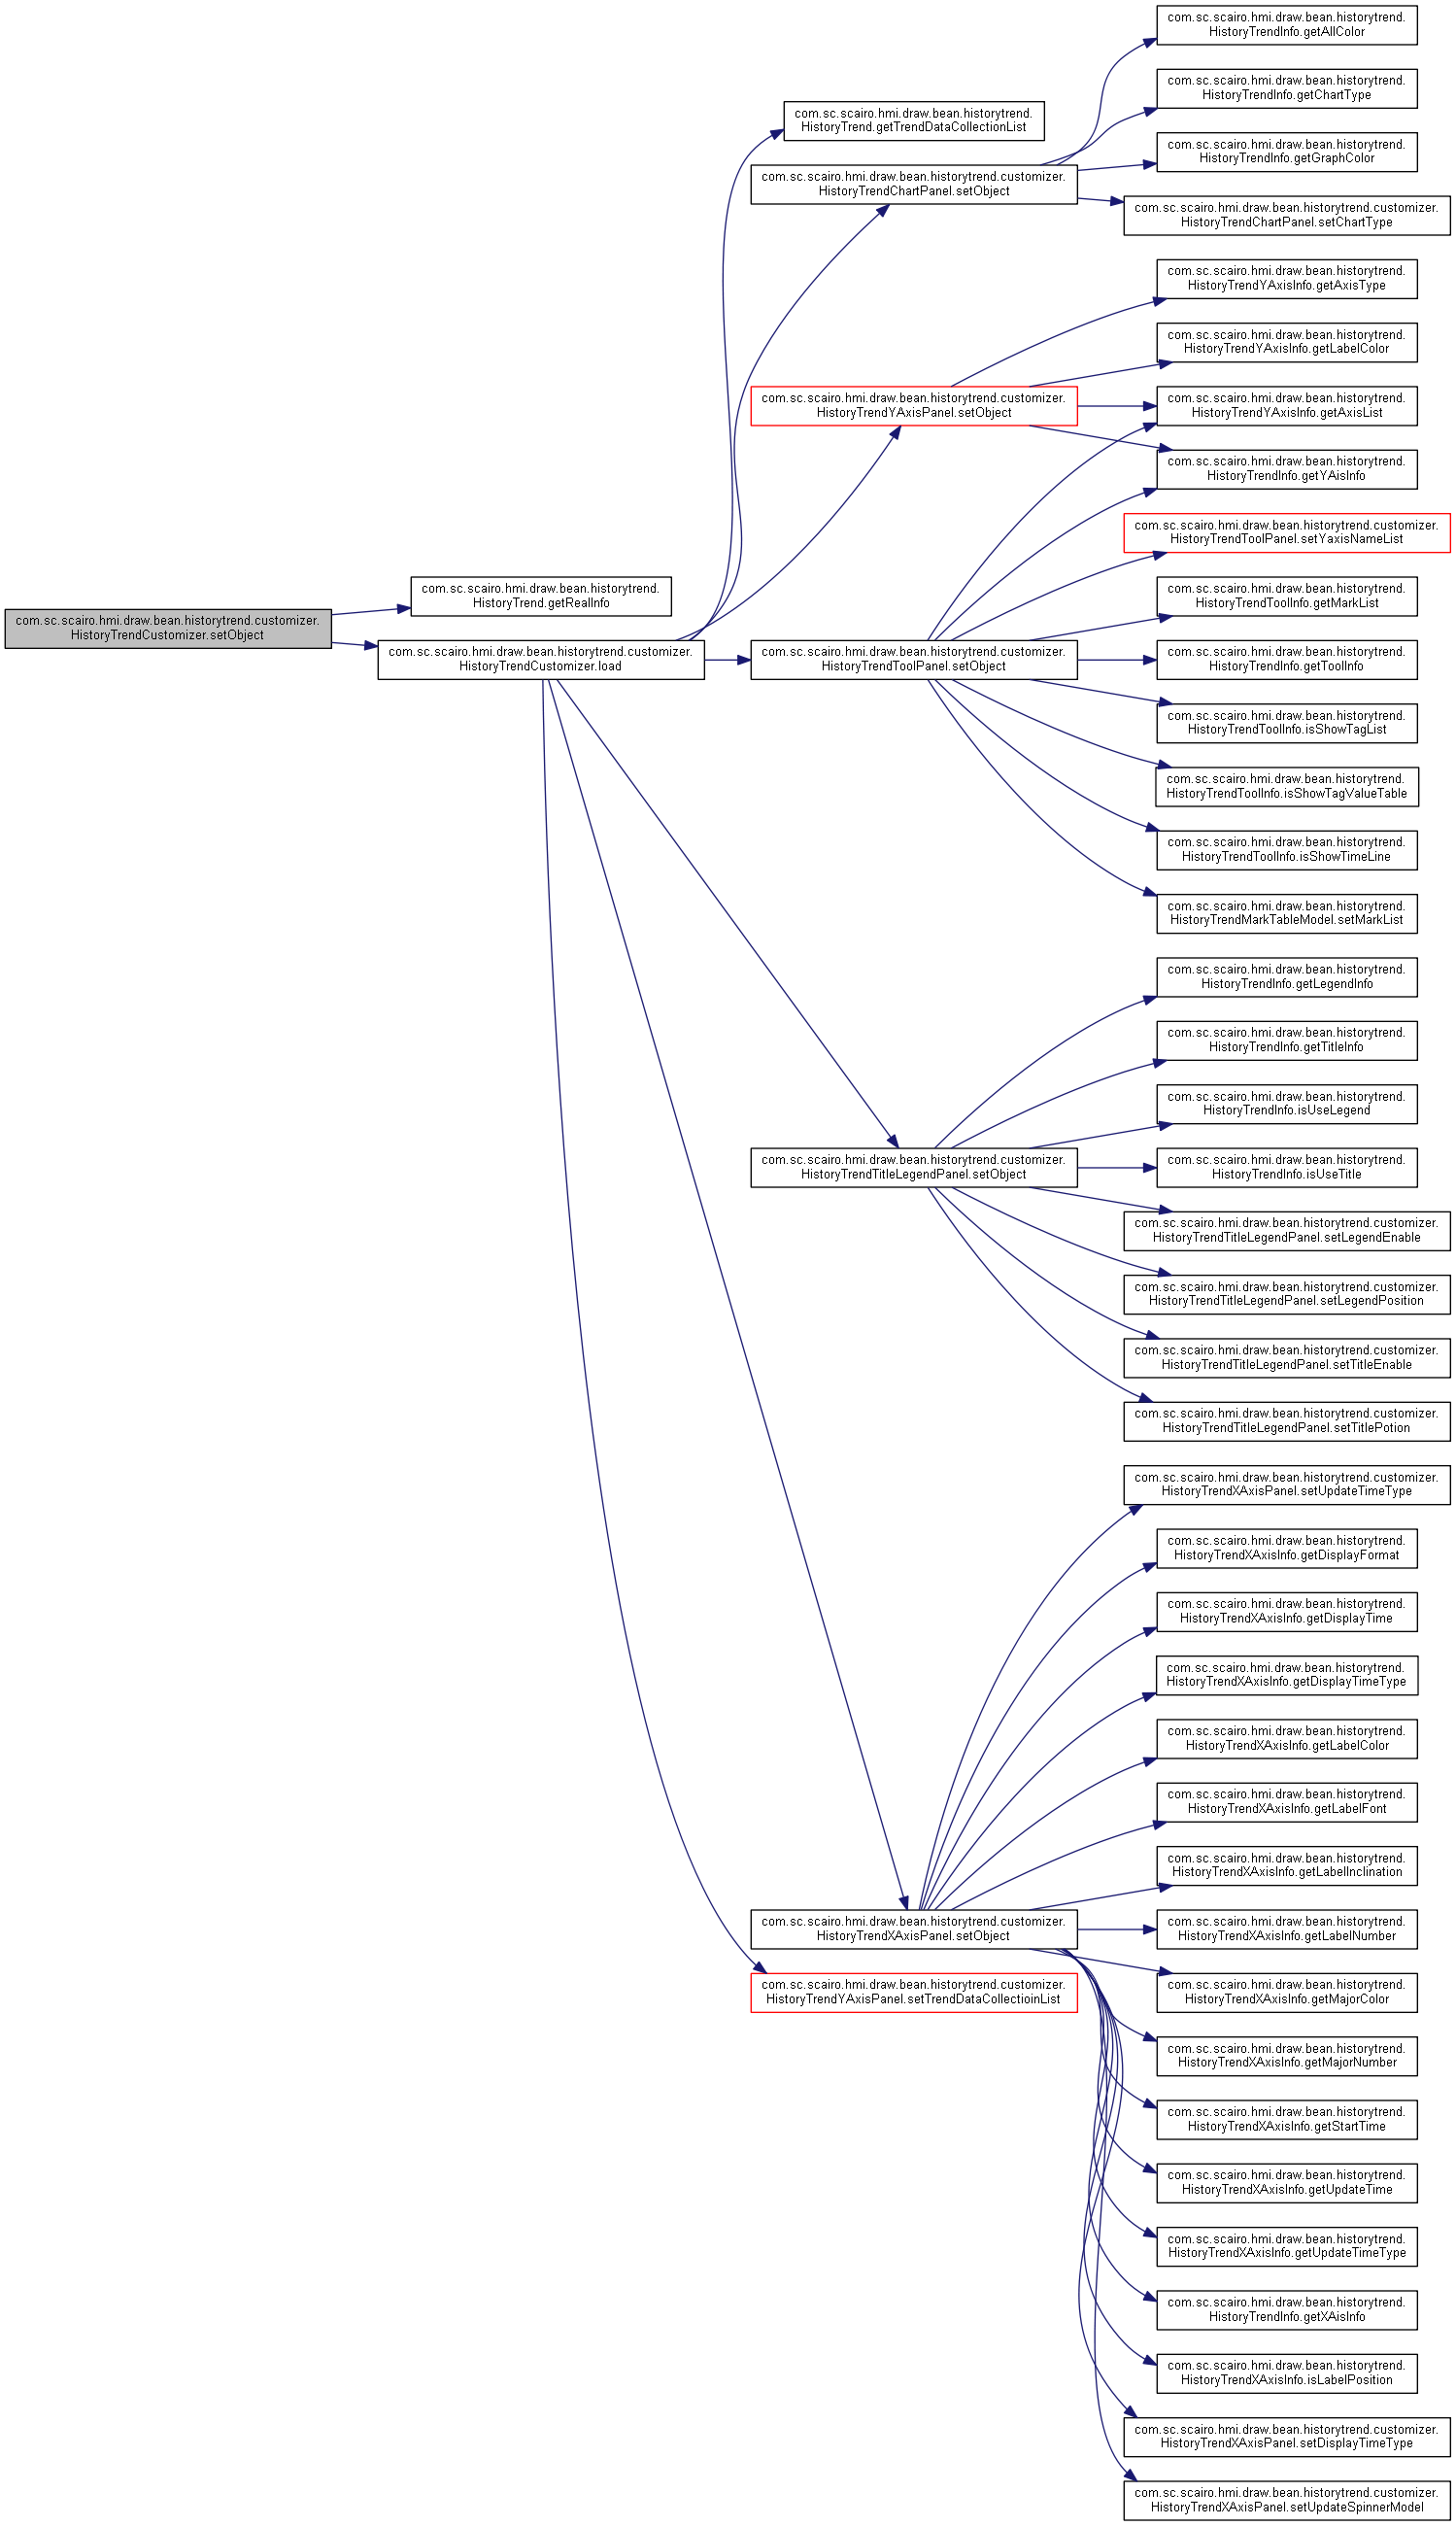 com.sc.scairo.hmi.draw.bean.historytrend.customizer.
HistoryTrendCustomizer.setObject
com.sc.scairo.hmi.draw.bean.historytrend.
HistoryTrend.getRealInfo
com.sc.scairo.hmi.draw.bean.historytrend.customizer.
HistoryTrendCustomizer.load
com.sc.scairo.hmi.draw.bean.historytrend.
HistoryTrend.getTrendDataCollectionList
com.sc.scairo.hmi.draw.bean.historytrend.customizer.
HistoryTrendChartPanel.setObject
com.sc.scairo.hmi.draw.bean.historytrend.customizer.
HistoryTrendYAxisPanel.setObject
com.sc.scairo.hmi.draw.bean.historytrend.customizer.
HistoryTrendToolPanel.setObject
com.sc.scairo.hmi.draw.bean.historytrend.customizer.
HistoryTrendTitleLegendPanel.setObject
com.sc.scairo.hmi.draw.bean.historytrend.customizer.
HistoryTrendXAxisPanel.setObject
com.sc.scairo.hmi.draw.bean.historytrend.customizer.
HistoryTrendYAxisPanel.setTrendDataCollectioinList
com.sc.scairo.hmi.draw.bean.historytrend.
HistoryTrendInfo.getAllColor
com.sc.scairo.hmi.draw.bean.historytrend.
HistoryTrendInfo.getChartType
com.sc.scairo.hmi.draw.bean.historytrend.
HistoryTrendInfo.getGraphColor
com.sc.scairo.hmi.draw.bean.historytrend.customizer.
HistoryTrendChartPanel.setChartType
com.sc.scairo.hmi.draw.bean.historytrend.
HistoryTrendYAxisInfo.getAxisType
com.sc.scairo.hmi.draw.bean.historytrend.
HistoryTrendYAxisInfo.getLabelColor
com.sc.scairo.hmi.draw.bean.historytrend.
HistoryTrendYAxisInfo.getAxisList
com.sc.scairo.hmi.draw.bean.historytrend.
HistoryTrendInfo.getYAisInfo
com.sc.scairo.hmi.draw.bean.historytrend.customizer.
HistoryTrendToolPanel.setYaxisNameList
com.sc.scairo.hmi.draw.bean.historytrend.
HistoryTrendToolInfo.getMarkList
com.sc.scairo.hmi.draw.bean.historytrend.
HistoryTrendInfo.getToolInfo
com.sc.scairo.hmi.draw.bean.historytrend.
HistoryTrendToolInfo.isShowTagList
com.sc.scairo.hmi.draw.bean.historytrend.
HistoryTrendToolInfo.isShowTagValueTable
com.sc.scairo.hmi.draw.bean.historytrend.
HistoryTrendToolInfo.isShowTimeLine
com.sc.scairo.hmi.draw.bean.historytrend.
HistoryTrendMarkTableModel.setMarkList
com.sc.scairo.hmi.draw.bean.historytrend.
HistoryTrendInfo.getLegendInfo
com.sc.scairo.hmi.draw.bean.historytrend.
HistoryTrendInfo.getTitleInfo
com.sc.scairo.hmi.draw.bean.historytrend.
HistoryTrendInfo.isUseLegend
com.sc.scairo.hmi.draw.bean.historytrend.
HistoryTrendInfo.isUseTitle
com.sc.scairo.hmi.draw.bean.historytrend.customizer.
HistoryTrendTitleLegendPanel.setLegendEnable
com.sc.scairo.hmi.draw.bean.historytrend.customizer.
HistoryTrendTitleLegendPanel.setLegendPosition
com.sc.scairo.hmi.draw.bean.historytrend.customizer.
HistoryTrendTitleLegendPanel.setTitleEnable
com.sc.scairo.hmi.draw.bean.historytrend.customizer.
HistoryTrendTitleLegendPanel.setTitlePotion
com.sc.scairo.hmi.draw.bean.historytrend.customizer.
HistoryTrendXAxisPanel.setUpdateTimeType
com.sc.scairo.hmi.draw.bean.historytrend.
HistoryTrendXAxisInfo.getDisplayFormat
com.sc.scairo.hmi.draw.bean.historytrend.
HistoryTrendXAxisInfo.getDisplayTime
com.sc.scairo.hmi.draw.bean.historytrend.
HistoryTrendXAxisInfo.getDisplayTimeType
com.sc.scairo.hmi.draw.bean.historytrend.
HistoryTrendXAxisInfo.getLabelColor
com.sc.scairo.hmi.draw.bean.historytrend.
HistoryTrendXAxisInfo.getLabelFont
com.sc.scairo.hmi.draw.bean.historytrend.
HistoryTrendXAxisInfo.getLabelInclination
com.sc.scairo.hmi.draw.bean.historytrend.
HistoryTrendXAxisInfo.getLabelNumber
com.sc.scairo.hmi.draw.bean.historytrend.
HistoryTrendXAxisInfo.getMajorColor
com.sc.scairo.hmi.draw.bean.historytrend.
HistoryTrendXAxisInfo.getMajorNumber
com.sc.scairo.hmi.draw.bean.historytrend.
HistoryTrendXAxisInfo.getStartTime
com.sc.scairo.hmi.draw.bean.historytrend.
HistoryTrendXAxisInfo.getUpdateTime
com.sc.scairo.hmi.draw.bean.historytrend.
HistoryTrendXAxisInfo.getUpdateTimeType
com.sc.scairo.hmi.draw.bean.historytrend.
HistoryTrendInfo.getXAisInfo
com.sc.scairo.hmi.draw.bean.historytrend.
HistoryTrendXAxisInfo.isLabelPosition
com.sc.scairo.hmi.draw.bean.historytrend.customizer.
HistoryTrendXAxisPanel.setDisplayTimeType
com.sc.scairo.hmi.draw.bean.historytrend.customizer.
HistoryTrendXAxisPanel.setUpdateSpinnerModel